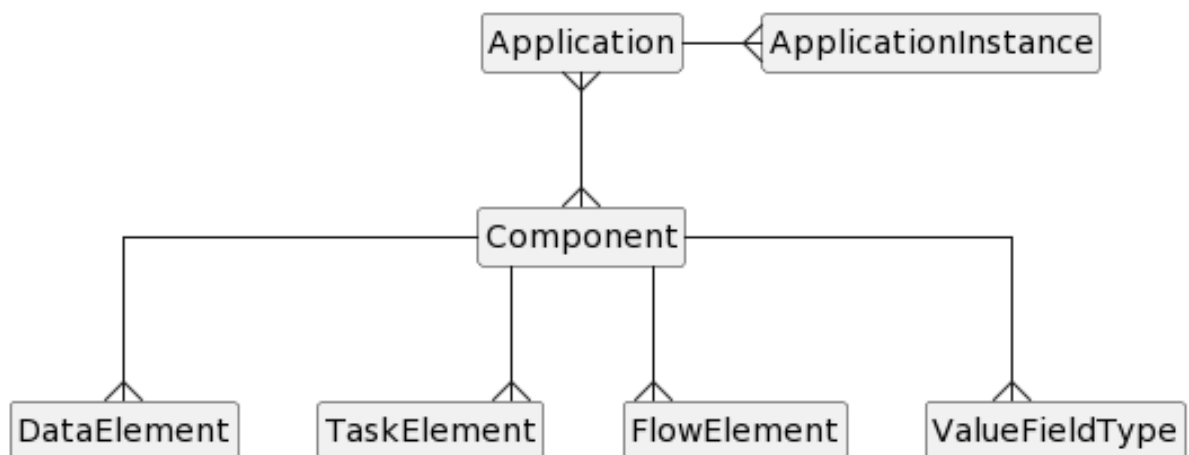 Application
ApplicationInstance
Component
DataElement
TaskElement
FlowElement
ValueFieldType